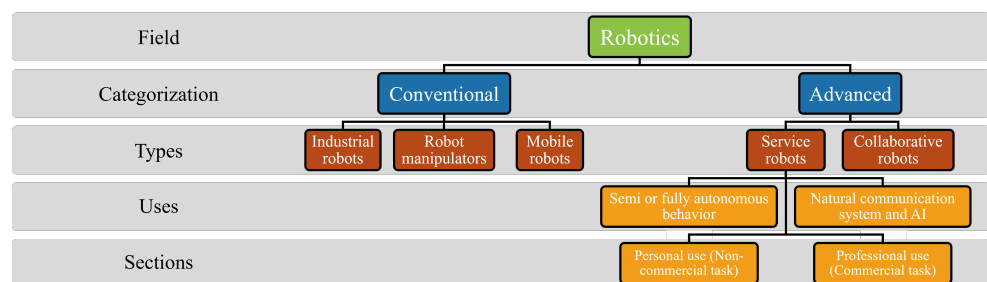 Field
Robotics
Categorization
Conventional
Advanced
Types
Industrial
robots
Robot
manipulators
Mobile
robots
Service
robots
Collaborative
robots
Uses
Semi or fully autonomous
behavior
Natural communication
system and AI
Sections
Personal use (Non-
commercial task)
Professional use
(Commercial task)